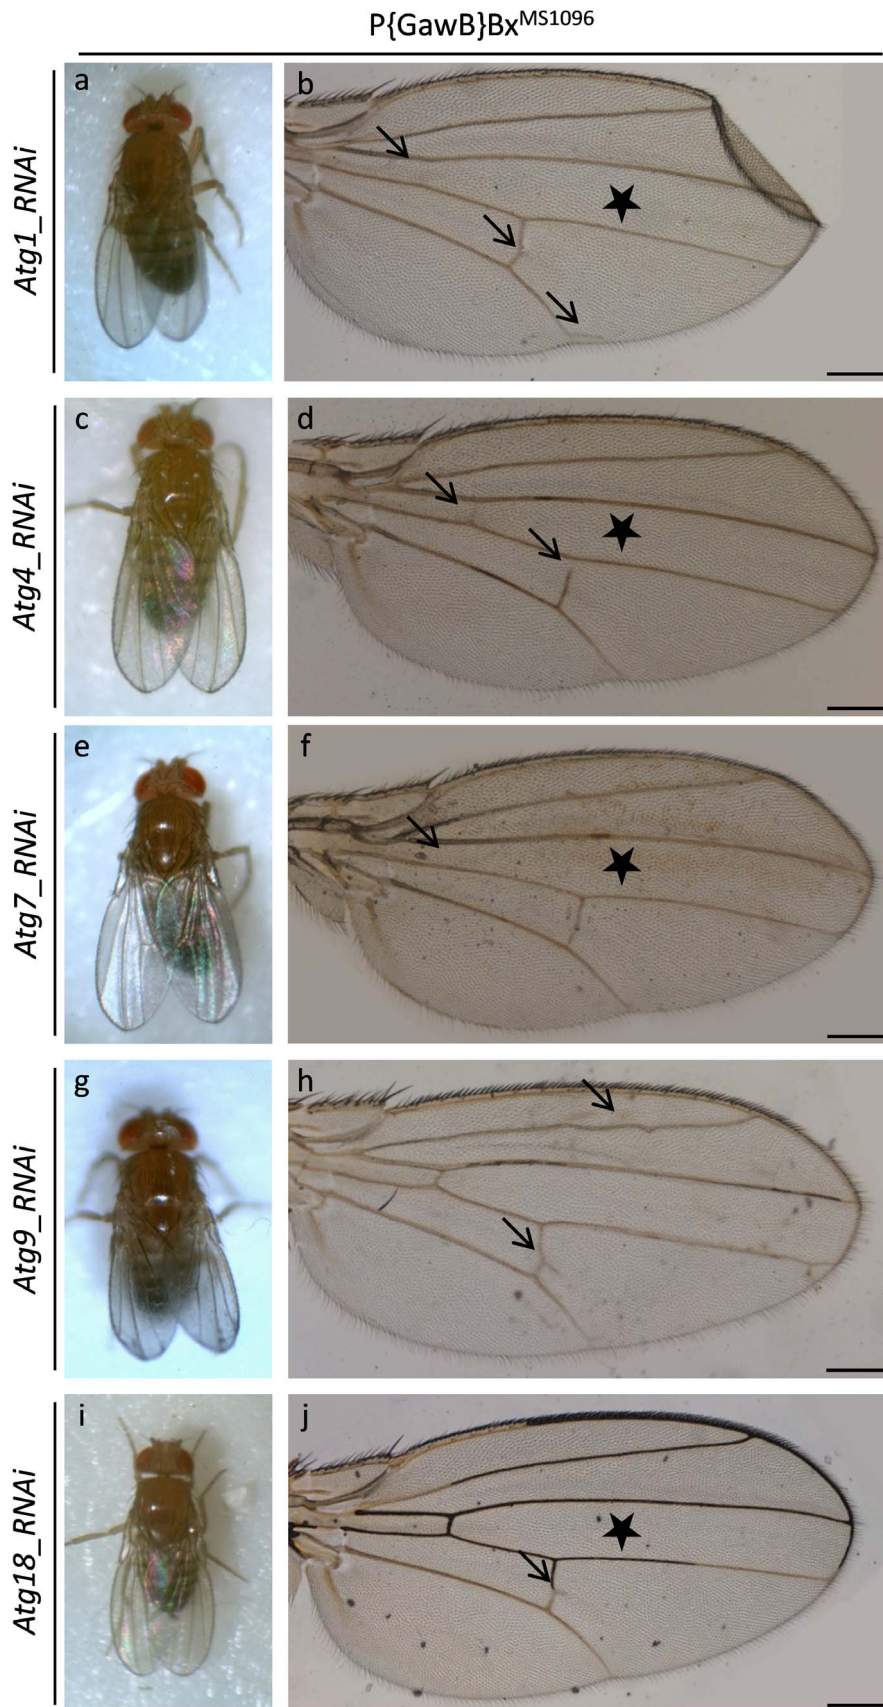 P{GawB}Bx^MS1096
a
b
Atg1_RNAi
c
d
Atg4_RNAi
e
f
Atg7_RNAi
g
h
Atg9_RNAi
i
j
Atg18_RNAi